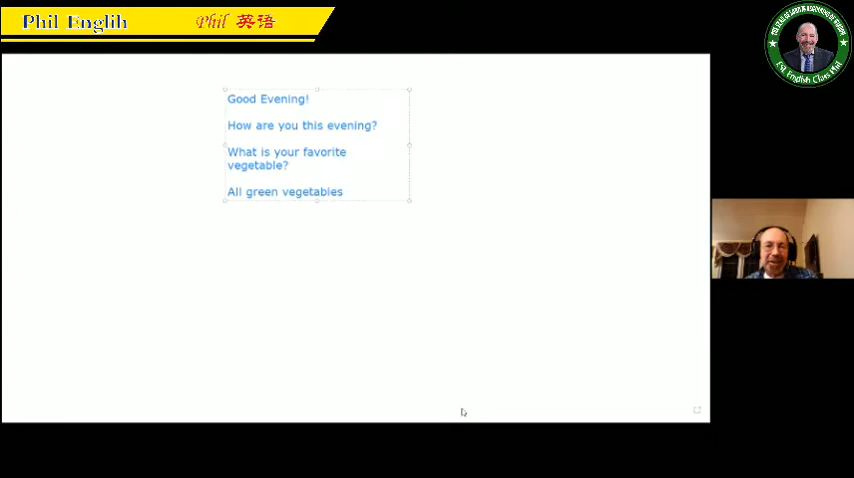 Phil Englih
Phil 英语
Good Evening!
How are you this evening?
What is your favorite
vegetable?
All green vegetables
ESL English Class Phil